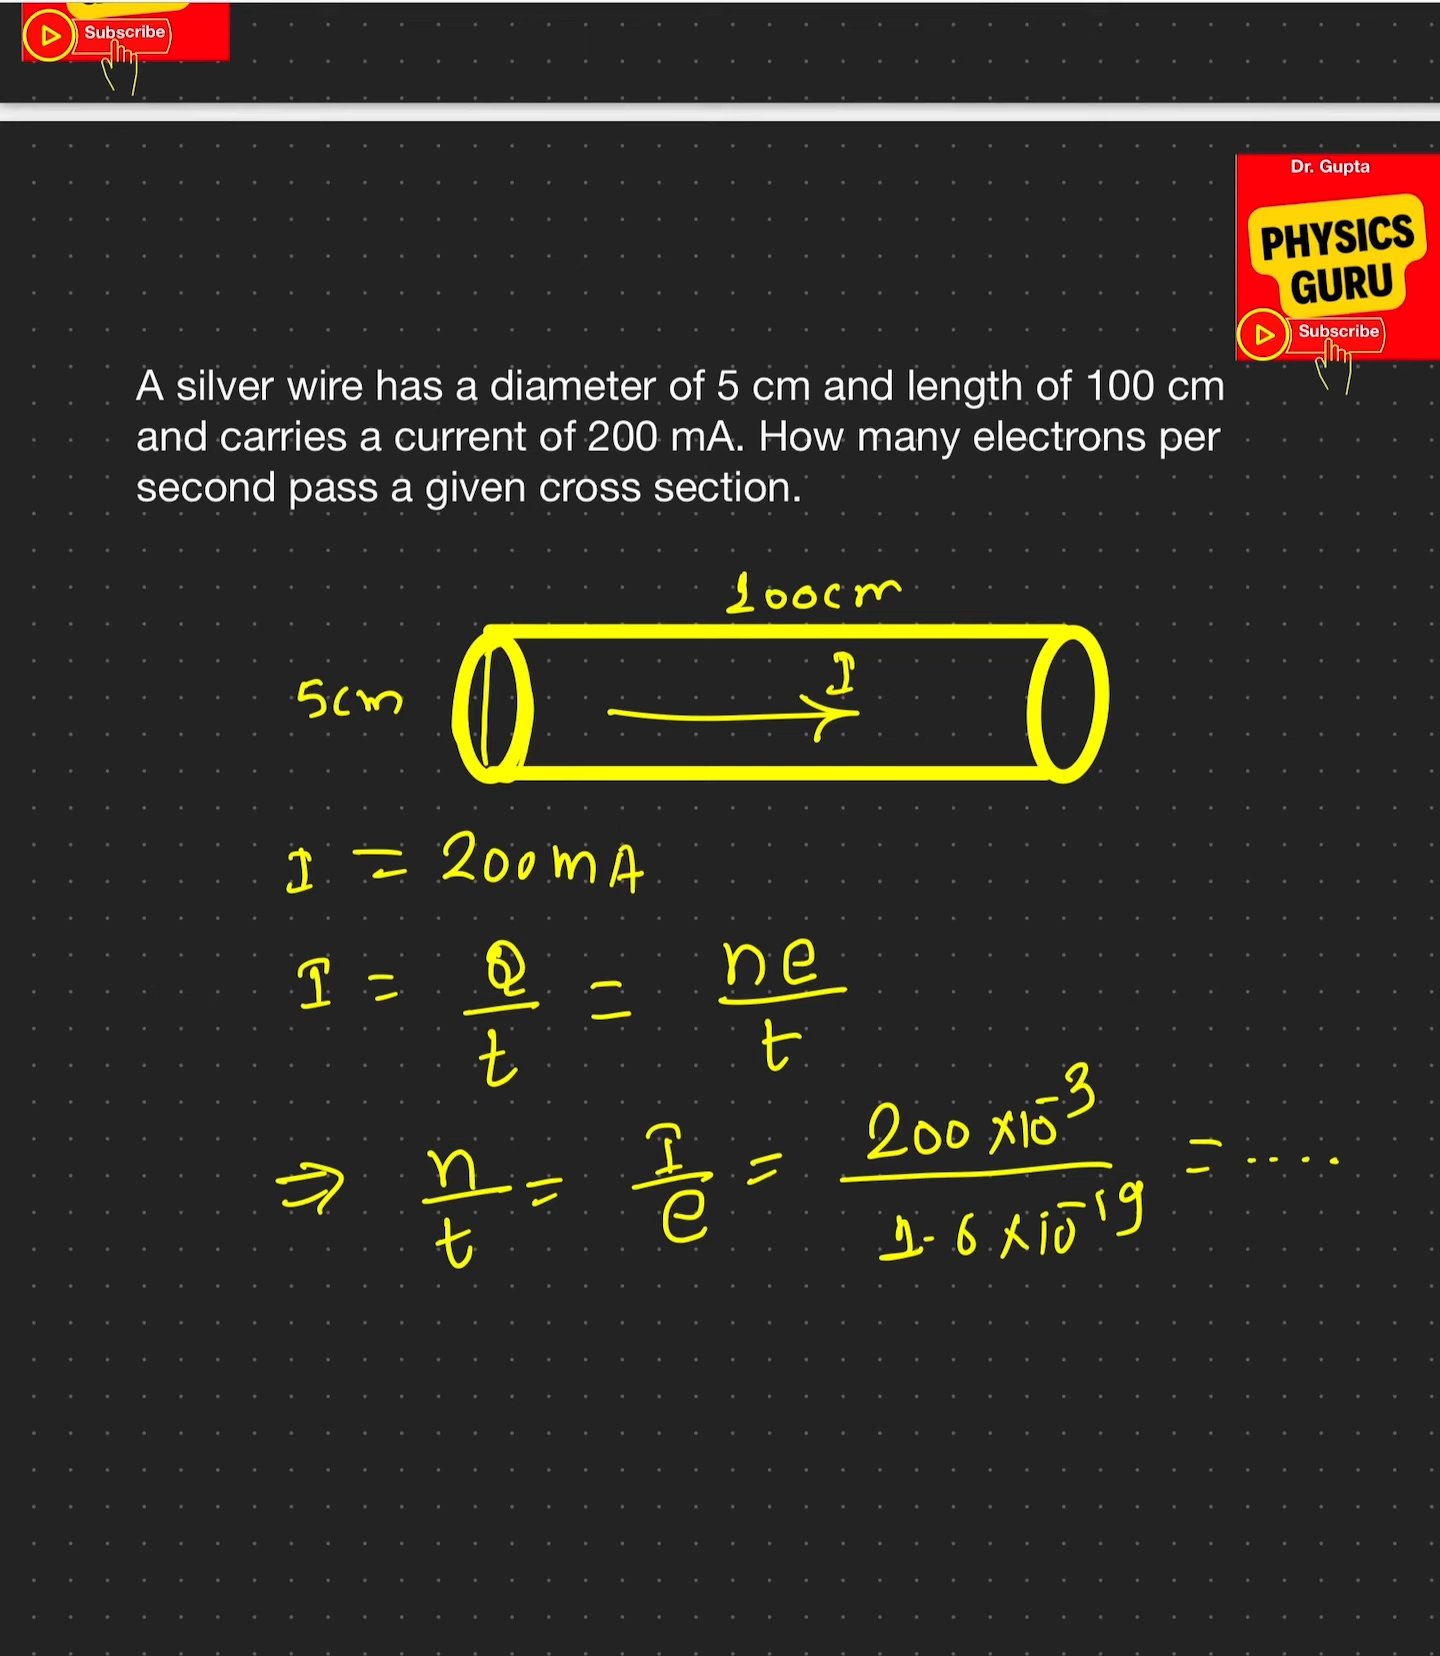 Subscribe
Dr. Gupta
PHYSICS
GURU
Subscribe
A silver wire has a diameter of 5 cm and length of 100 cm
and carries a current of 200 mA. How many electrons per
second pass a given cross section.
100cm
5cm
I
I = 200mA
I = Q/t = ne/t
⇒ n/t = I/e = 200×10⁻³/1.6×10⁻¹⁹ = ....